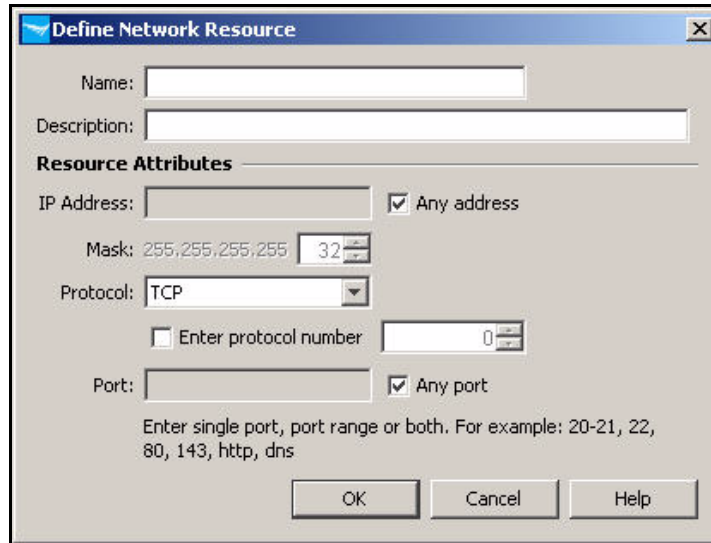 Define Network Resource
Name:
Description:
Resource Attributes
IP Address: Any address
Mask: 255.255.255.255 32
Protocol: TCP
Enter protocol number 0
Port: Any port
Enter single port, port range or both. For example: 20-21, 22,
80, 143, http, dns
OK Cancel Help